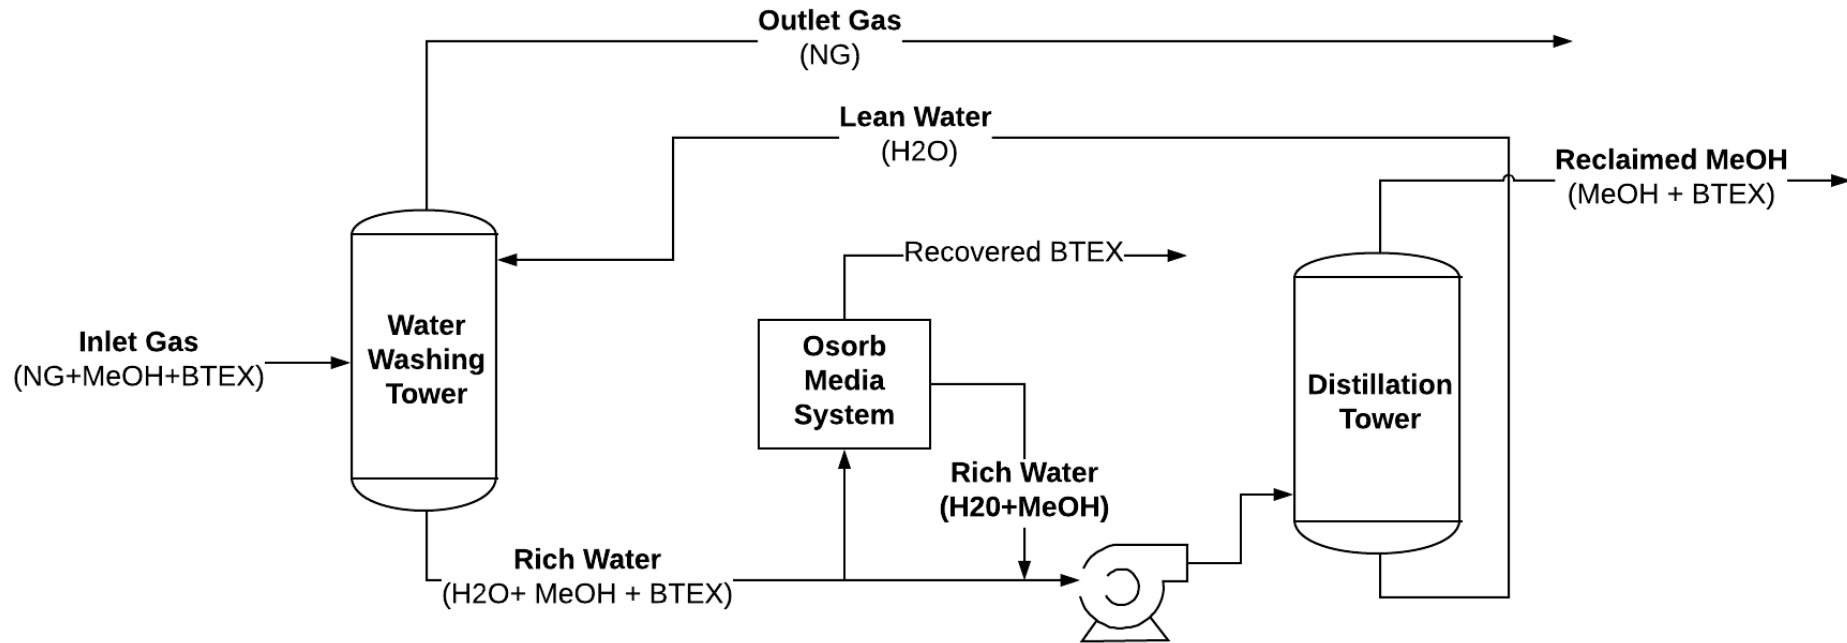 Outlet Gas
(NG)
Lean Water
(H2O)
Reclaimed MeOH
(MeOH + BTEX)
Recovered BTEX
Inlet Gas
(NG+MeOH+BTEX)
Water
Washing
Tower
Osorb
Media
System
Distillation
Tower
Rich Water
(H20+MeOH)
Rich Water
(H2O+ MeOH + BTEX)